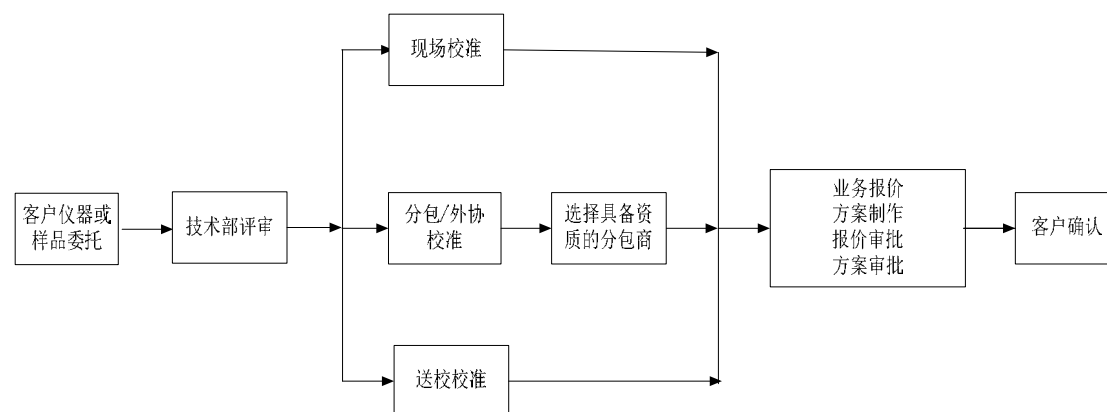 现场校准
客户仪器或
样品委托
技术部评审
分包/外协
校准
选择具备资
质的分包商
业务报价
方案制作
报价审批
方案审批
客户确认
送校校准